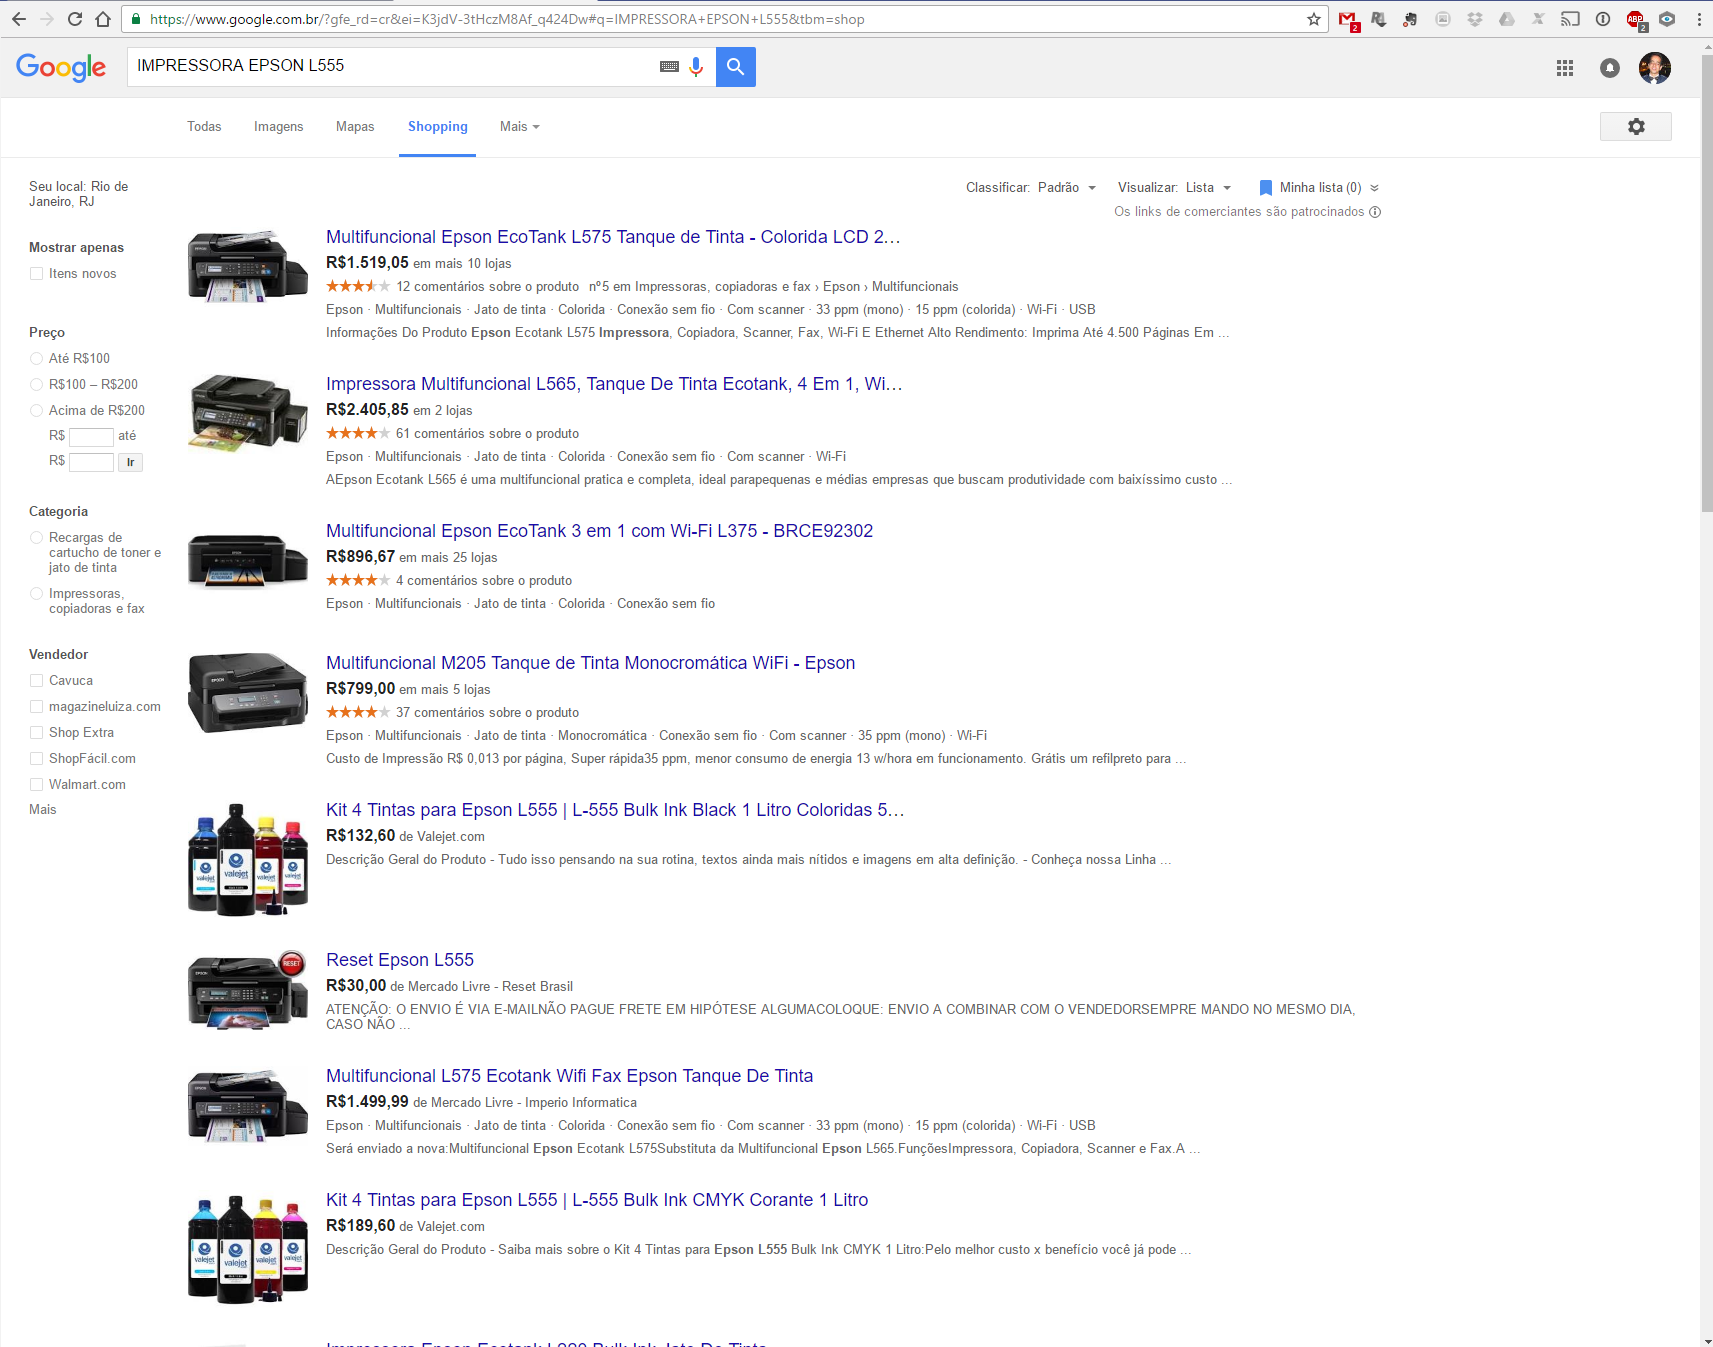 https://www.google.com.br/?gfe_rd=cr&ei=K3jdV-3tHczM8Af_q424Dw#q=IMPRESSORA+EPSON+L555&tbm=shop
2
ABP
2
Google
IMPRESSORA EPSON L555
Todas
Imagens
Mapas
Shopping
Mais
Seu local: Rio de
Janeiro, RJ
Classificar: Padrão
Visualizar: Lista
Minha lista (0)
Os links de comerciantes são patrocinados
Mostrar apenas
Itens novos
Preço
Até R$100
R$100 – R$200
Acima de R$200
R$ até
R$ Ir
Categoria
Recargas de
cartucho de toner e
jato de tinta
Impressoras,
copiadoras e fax
Vendedor
Cavuca
magazineluiza.com
Shop Extra
ShopFácil.com
Walmart.com
Mais
Multifuncional Epson EcoTank L575 Tanque de Tinta - Colorida LCD 2…
R$1.519,05 em mais 10 lojas
12 comentários sobre o produto nº5 em Impressoras, copiadoras e fax › Epson › Multifuncionais
Epson · Multifuncionais · Jato de tinta · Colorida · Conexão sem fio · Com scanner · 33 ppm (mono) · 15 ppm (colorida) · Wi-Fi · USB
Informações Do Produto Epson Ecotank L575 Impressora, Copiadora, Scanner, Fax, Wi-Fi E Ethernet Alto Rendimento: Imprima Até 4.500 Páginas Em ...
Impressora Multifuncional L565, Tanque De Tinta Ecotank, 4 Em 1, Wi…
R$2.405,85 em 2 lojas
61 comentários sobre o produto
Epson · Multifuncionais · Jato de tinta · Colorida · Conexão sem fio · Com scanner · Wi-Fi
AEpson Ecotank L565 é uma multifuncional pratica e completa, ideal parapequenas e médias empresas que buscam produtividade com baixíssimo custo ...
Multifuncional Epson EcoTank 3 em 1 com Wi-Fi L375 - BRCE92302
R$896,67 em mais 25 lojas
4 comentários sobre o produto
Epson · Multifuncionais · Jato de tinta · Colorida · Conexão sem fio
Multifuncional M205 Tanque de Tinta Monocromática WiFi - Epson
R$799,00 em mais 5 lojas
37 comentários sobre o produto
Epson · Multifuncionais · Jato de tinta · Monocromática · Conexão sem fio · Com scanner · 35 ppm (mono) · Wi-Fi
Custo de Impressão R$ 0,013 por página, Super rápida35 ppm, menor consumo de energia 13 w/hora em funcionamento. Grátis um refilpreto para ...
valejet
Kit 4 Tintas para Epson L555 | L-555 Bulk Ink Black 1 Litro Coloridas 5…
R$132,60 de Valejet.com
Descrição Geral do Produto - Tudo isso pensando na sua rotina, textos ainda mais nítidos e imagens em alta definição. - Conheça nossa Linha ...
RESET
Reset Epson L555
R$30,00 de Mercado Livre - Reset Brasil
ATENÇÃO: O ENVIO É VIA E-MAILNÃO PAGUE FRETE EM HIPÓTESE ALGUMACOLOQUE: ENVIO A COMBINAR COM O VENDEDORSEMPRE MANDO NO MESMO DIA,
CASO NÃO ...
Multifuncional L575 Ecotank Wifi Fax Epson Tanque De Tinta
R$1.499,99 de Mercado Livre - Imperio Informatica
Epson · Multifuncionais · Jato de tinta · Colorida · Conexão sem fio · Com scanner · 33 ppm (mono) · 15 ppm (colorida) · Wi-Fi · USB
Será enviado a nova:Multifuncional Epson Ecotank L575Substituta da Multifuncional Epson L565.FunçõesImpressora, Copiadora, Scanner e Fax.A ...
valejet
Kit 4 Tintas para Epson L555 | L-555 Bulk Ink CMYK Corante 1 Litro
R$189,60 de Valejet.com
Descrição Geral do Produto - Saiba mais sobre o Kit 4 Tintas para Epson L555 Bulk Ink CMYK 1 Litro:Pelo melhor custo x benefício você já pode ...